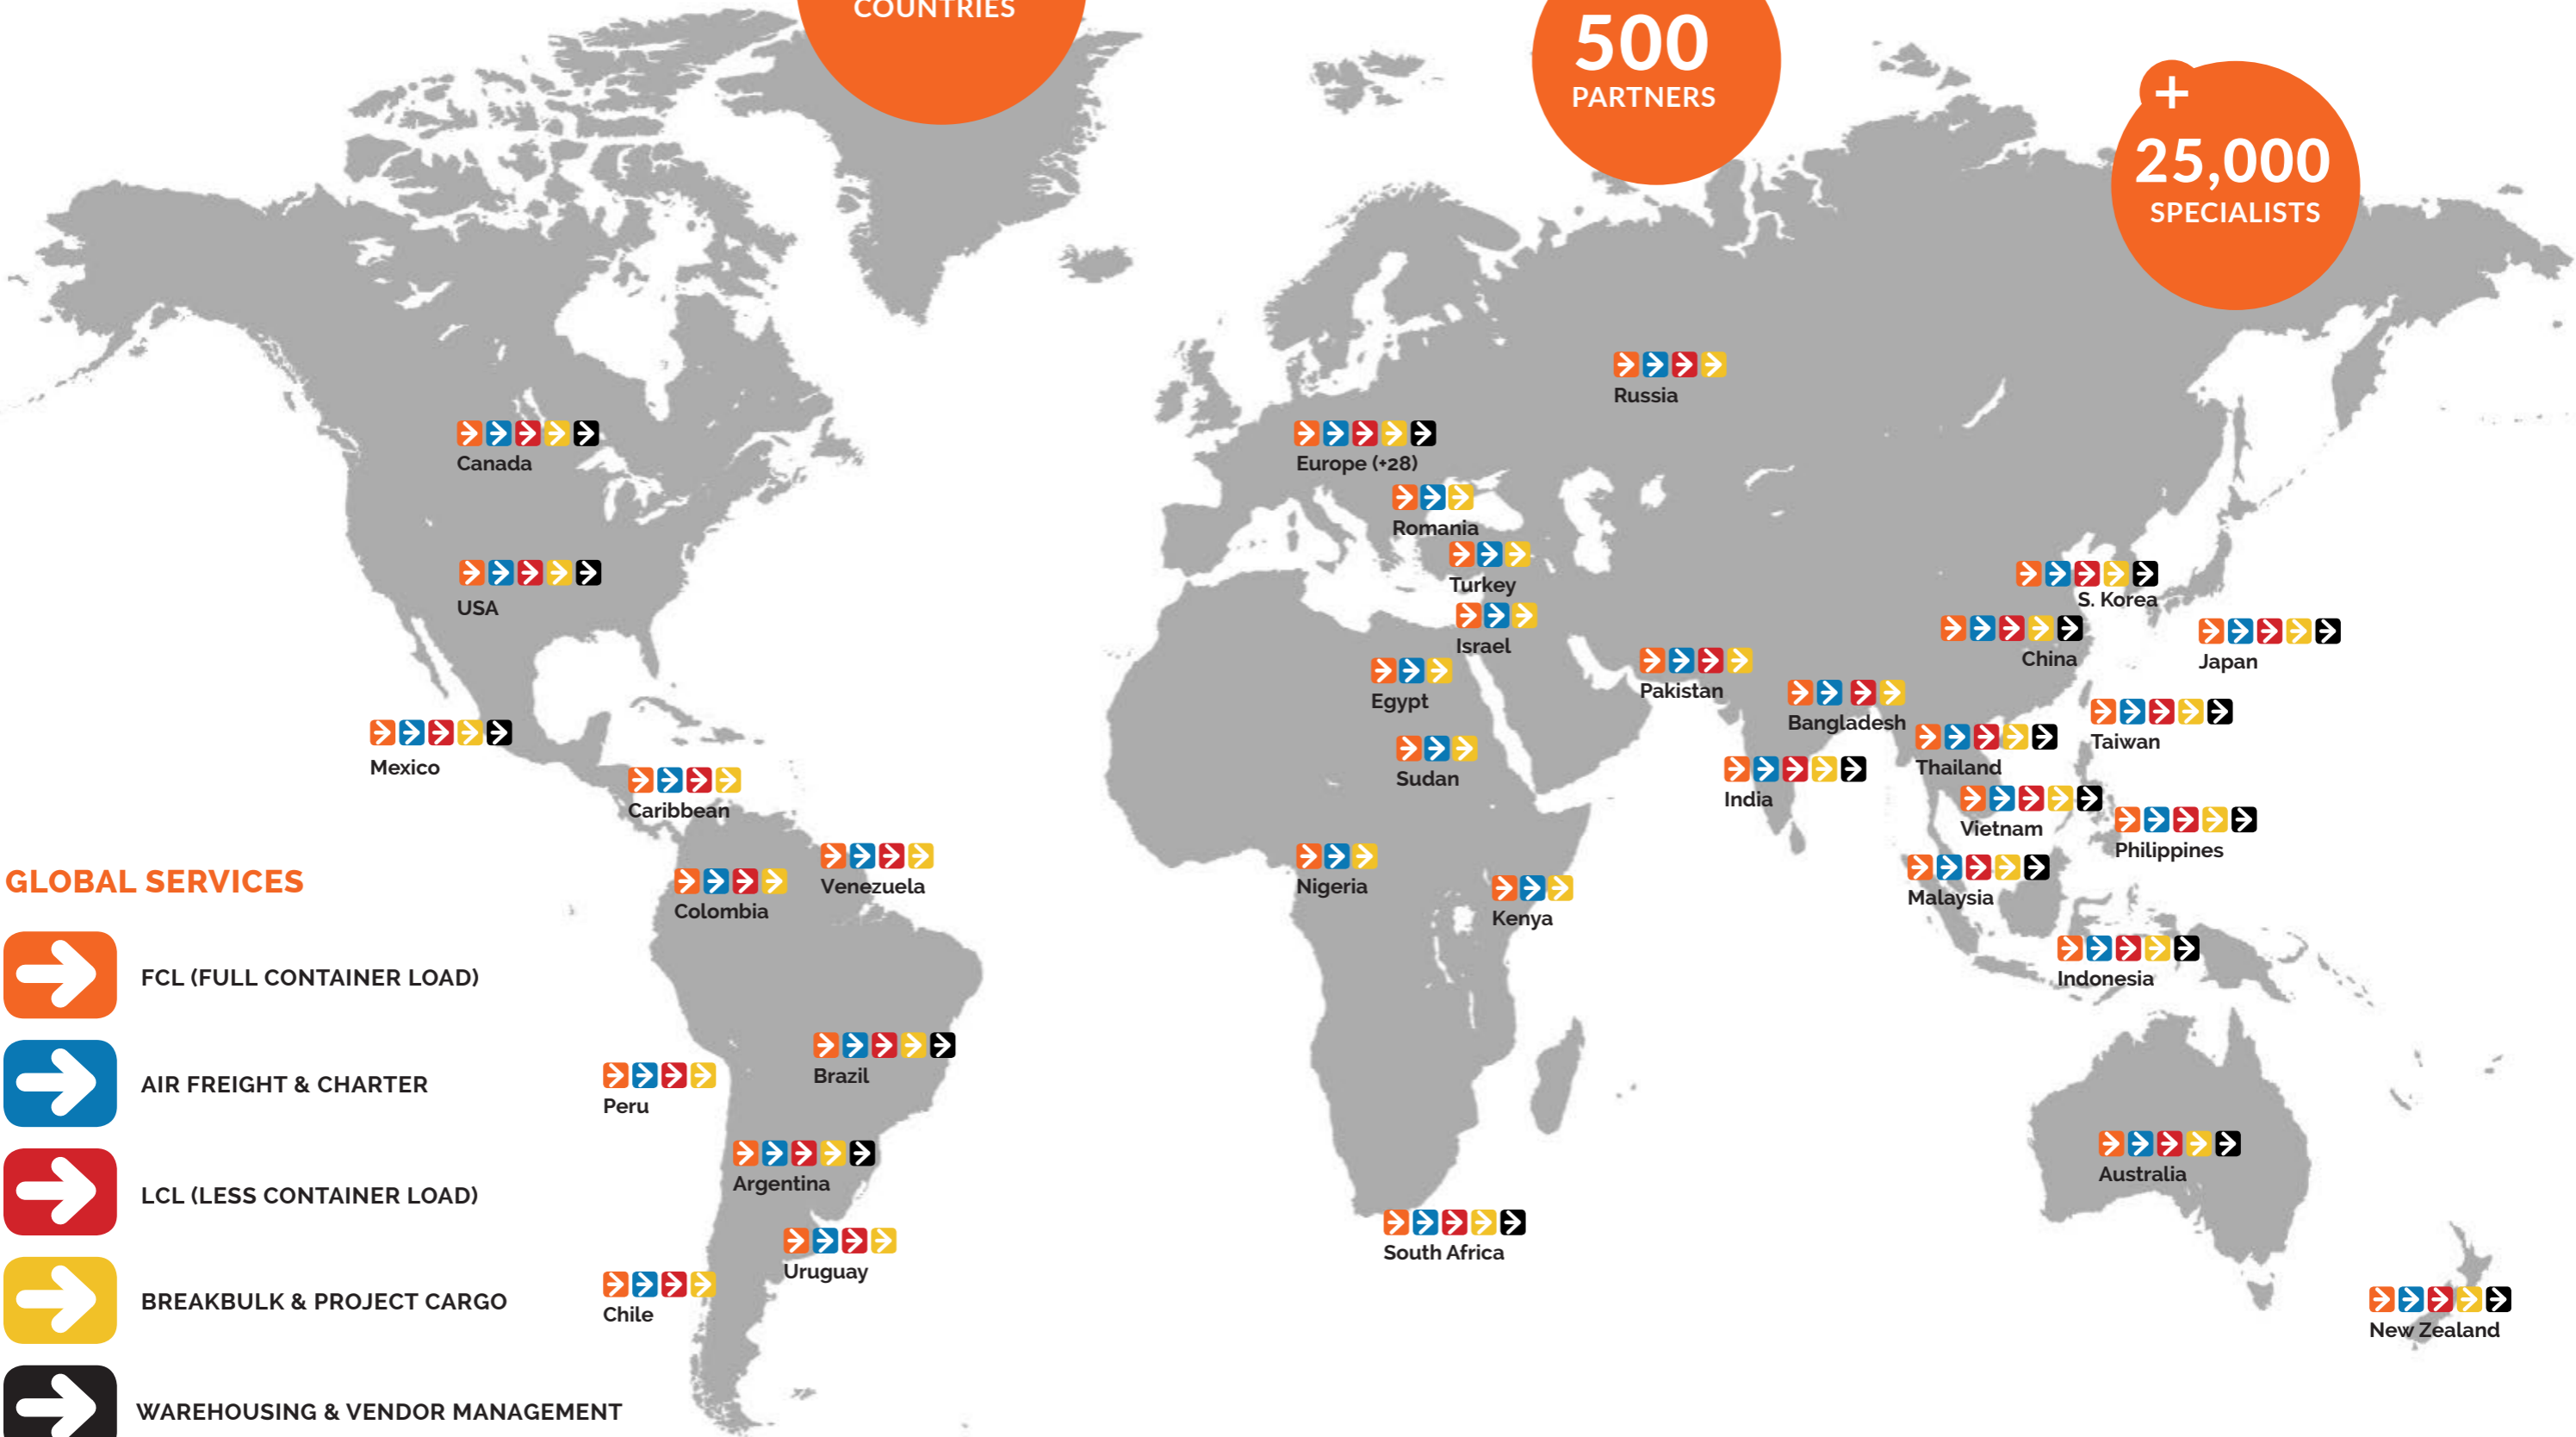 COUNTRIES
500
PARTNERS
+
25,000
SPECIALISTS
Russia
Canada
Europe (+28)
Romania
Turkey
USA
S. Korea
Israel
China
Japan
Pakistan
Egypt
Bangladesh
Taiwan
Mexico
Thailand
Sudan
India
Caribbean
Vietnam
Philippines
GLOBAL SERVICES
Venezuela
Nigeria
Malaysia
Colombia
Kenya
FCL (FULL CONTAINER LOAD)
Indonesia
AIR FREIGHT & CHARTER
Brazil
Peru
Australia
Argentina
LCL (LESS CONTAINER LOAD)
South Africa
Uruguay
BREAKBULK & PROJECT CARGO
Chile
New Zealand
WAREHOUSING & VENDOR MANAGEMENT